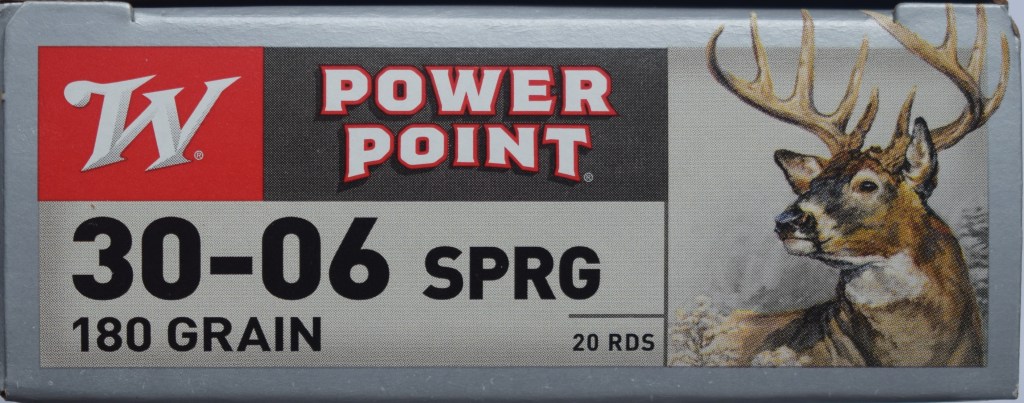 W®
POWER
POINT®
30-06 SPRG
180 GRAIN
20 RDS